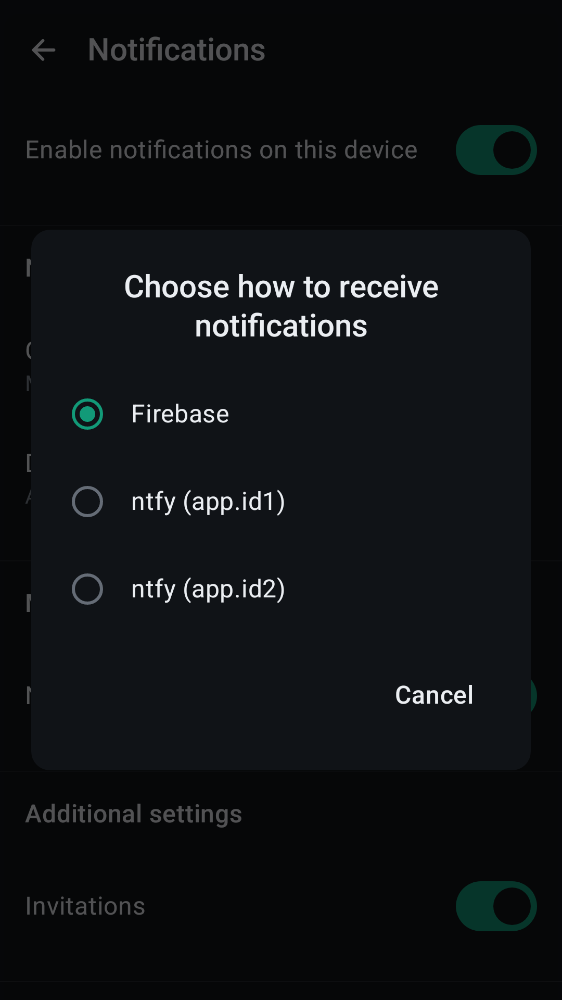 Notifications
Enable notifications on this device
Choose how to receive
notifications
Firebase
ntfy (app.id1)
ntfy (app.id2)
Cancel
Additional settings
Invitations